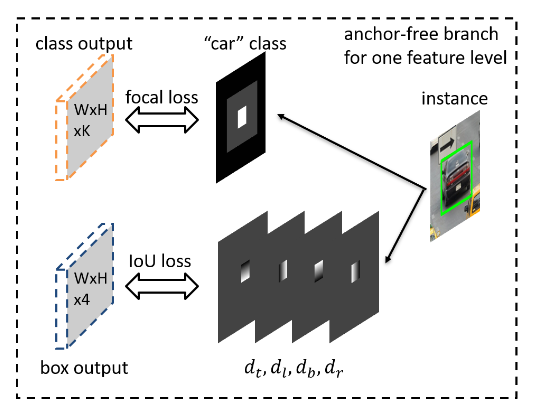 class output
"car" class
anchor-free branch
for one feature level
WxH
xK
focal loss
instance
WxH
x4
IoU loss
box output
d_t, d_l, d_b, d_r